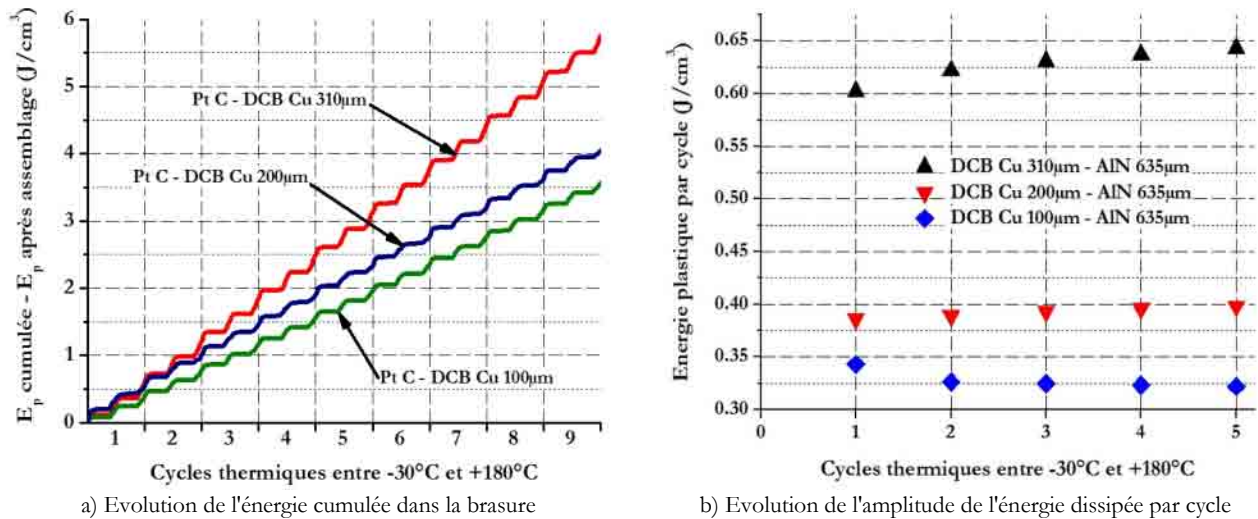 E_p cumulée - E_p après assemblage (J/cm³)
6
5
4
3
2
1
0
Pt C - DCB Cu 310µm
Pt C - DCB Cu 200µm
Pt C - DCB Cu 100µm
1 2 3 4 5 6 7 8 9
Cycles thermiques entre -30°C et +180°C
a) Evolution de l'énergie cumulée dans la brasure
Energie plastique par cycle (J/cm³)
0.65
0.60
0.55
0.50
0.45
0.40
0.35
0.30
DCB Cu 310µm - AlN 635µm
DCB Cu 200µm - AlN 635µm
DCB Cu 100µm - AlN 635µm
0 1 2 3 4 5
Cycles thermiques entre -30°C et +180°C
b) Evolution de l'amplitude de l'énergie dissipée par cycle